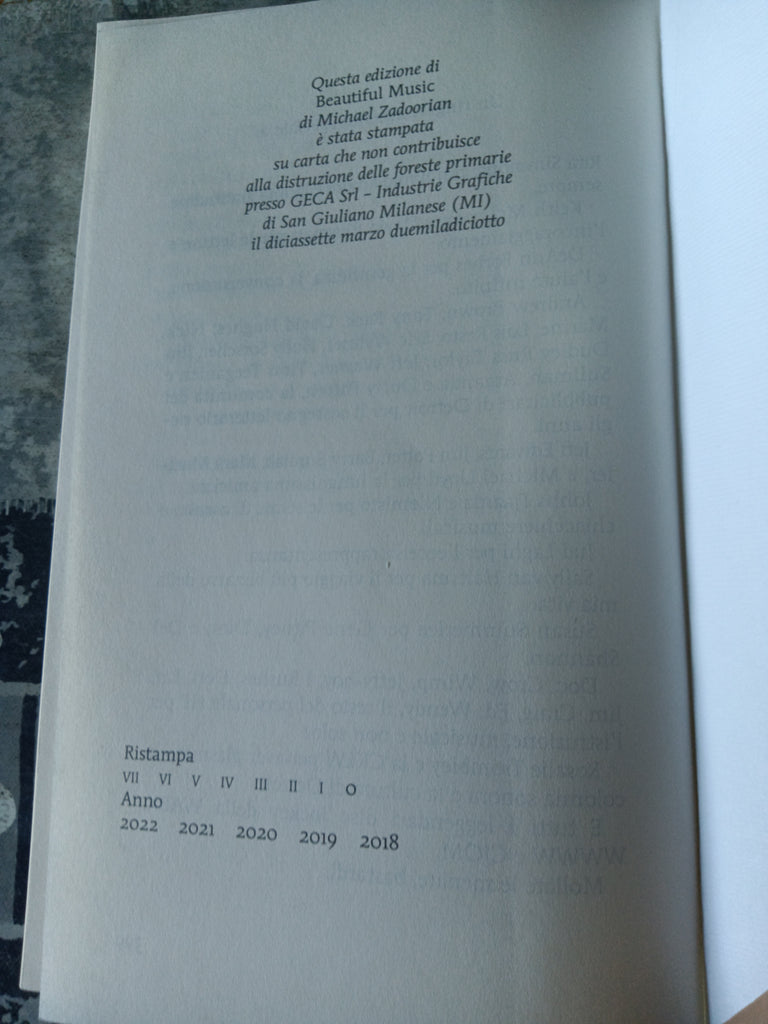 Questa edizione di
Beautiful Music
di Michael Zadoorian
è stata stampata
su carta che non contribuisce
alla distruzione delle foreste primarie
presso GECA Srl – Industrie Grafiche
di San Giuliano Milanese (MI)
il diciassette marzo duemiladiciotto
Ristampa
VII VI V IV III II I O
Anno
2022 2021 2020 2019 2018